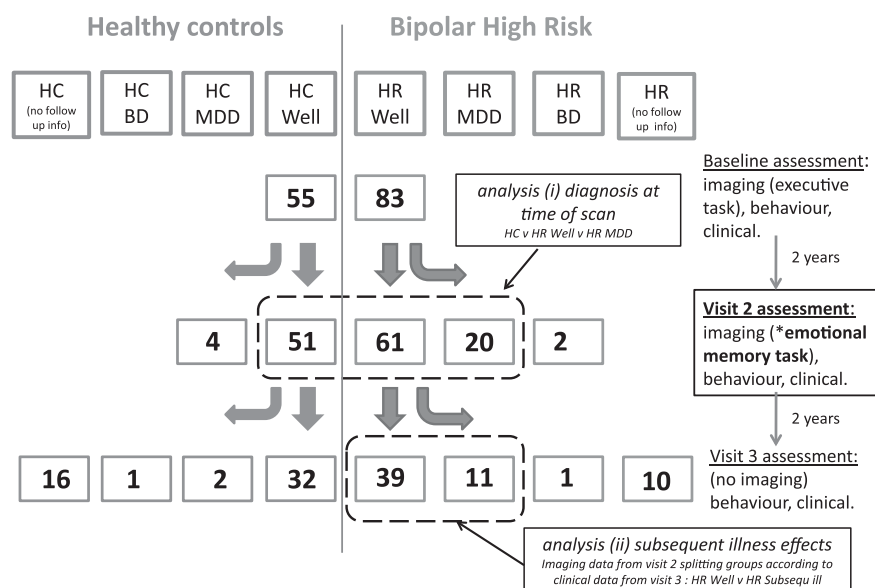 Healthy controls
Bipolar High Risk
HC
(no follow
up info)
HC
BD
HC
MDD
HC
Well
HR
Well
HR
MDD
HR
BD
HR
(no follow
up info)
55
83
analysis (i) diagnosis at
time of scan
HC v HR Well v HR MDD
Baseline assessment:
imaging (executive
task), behaviour,
clinical.
2 years
4
51
61
20
2
Visit 2 assessment:
imaging (*emotional
memory task),
behaviour, clinical.
2 years
16
1
2
32
39
11
1
10
Visit 3 assessment:
(no imaging)
behaviour, clinical.
analysis (ii) subsequent illness effects
Imaging data from visit 2 splitting groups according to
clinical data from visit 3 : HR Well v HR Subsequ ill